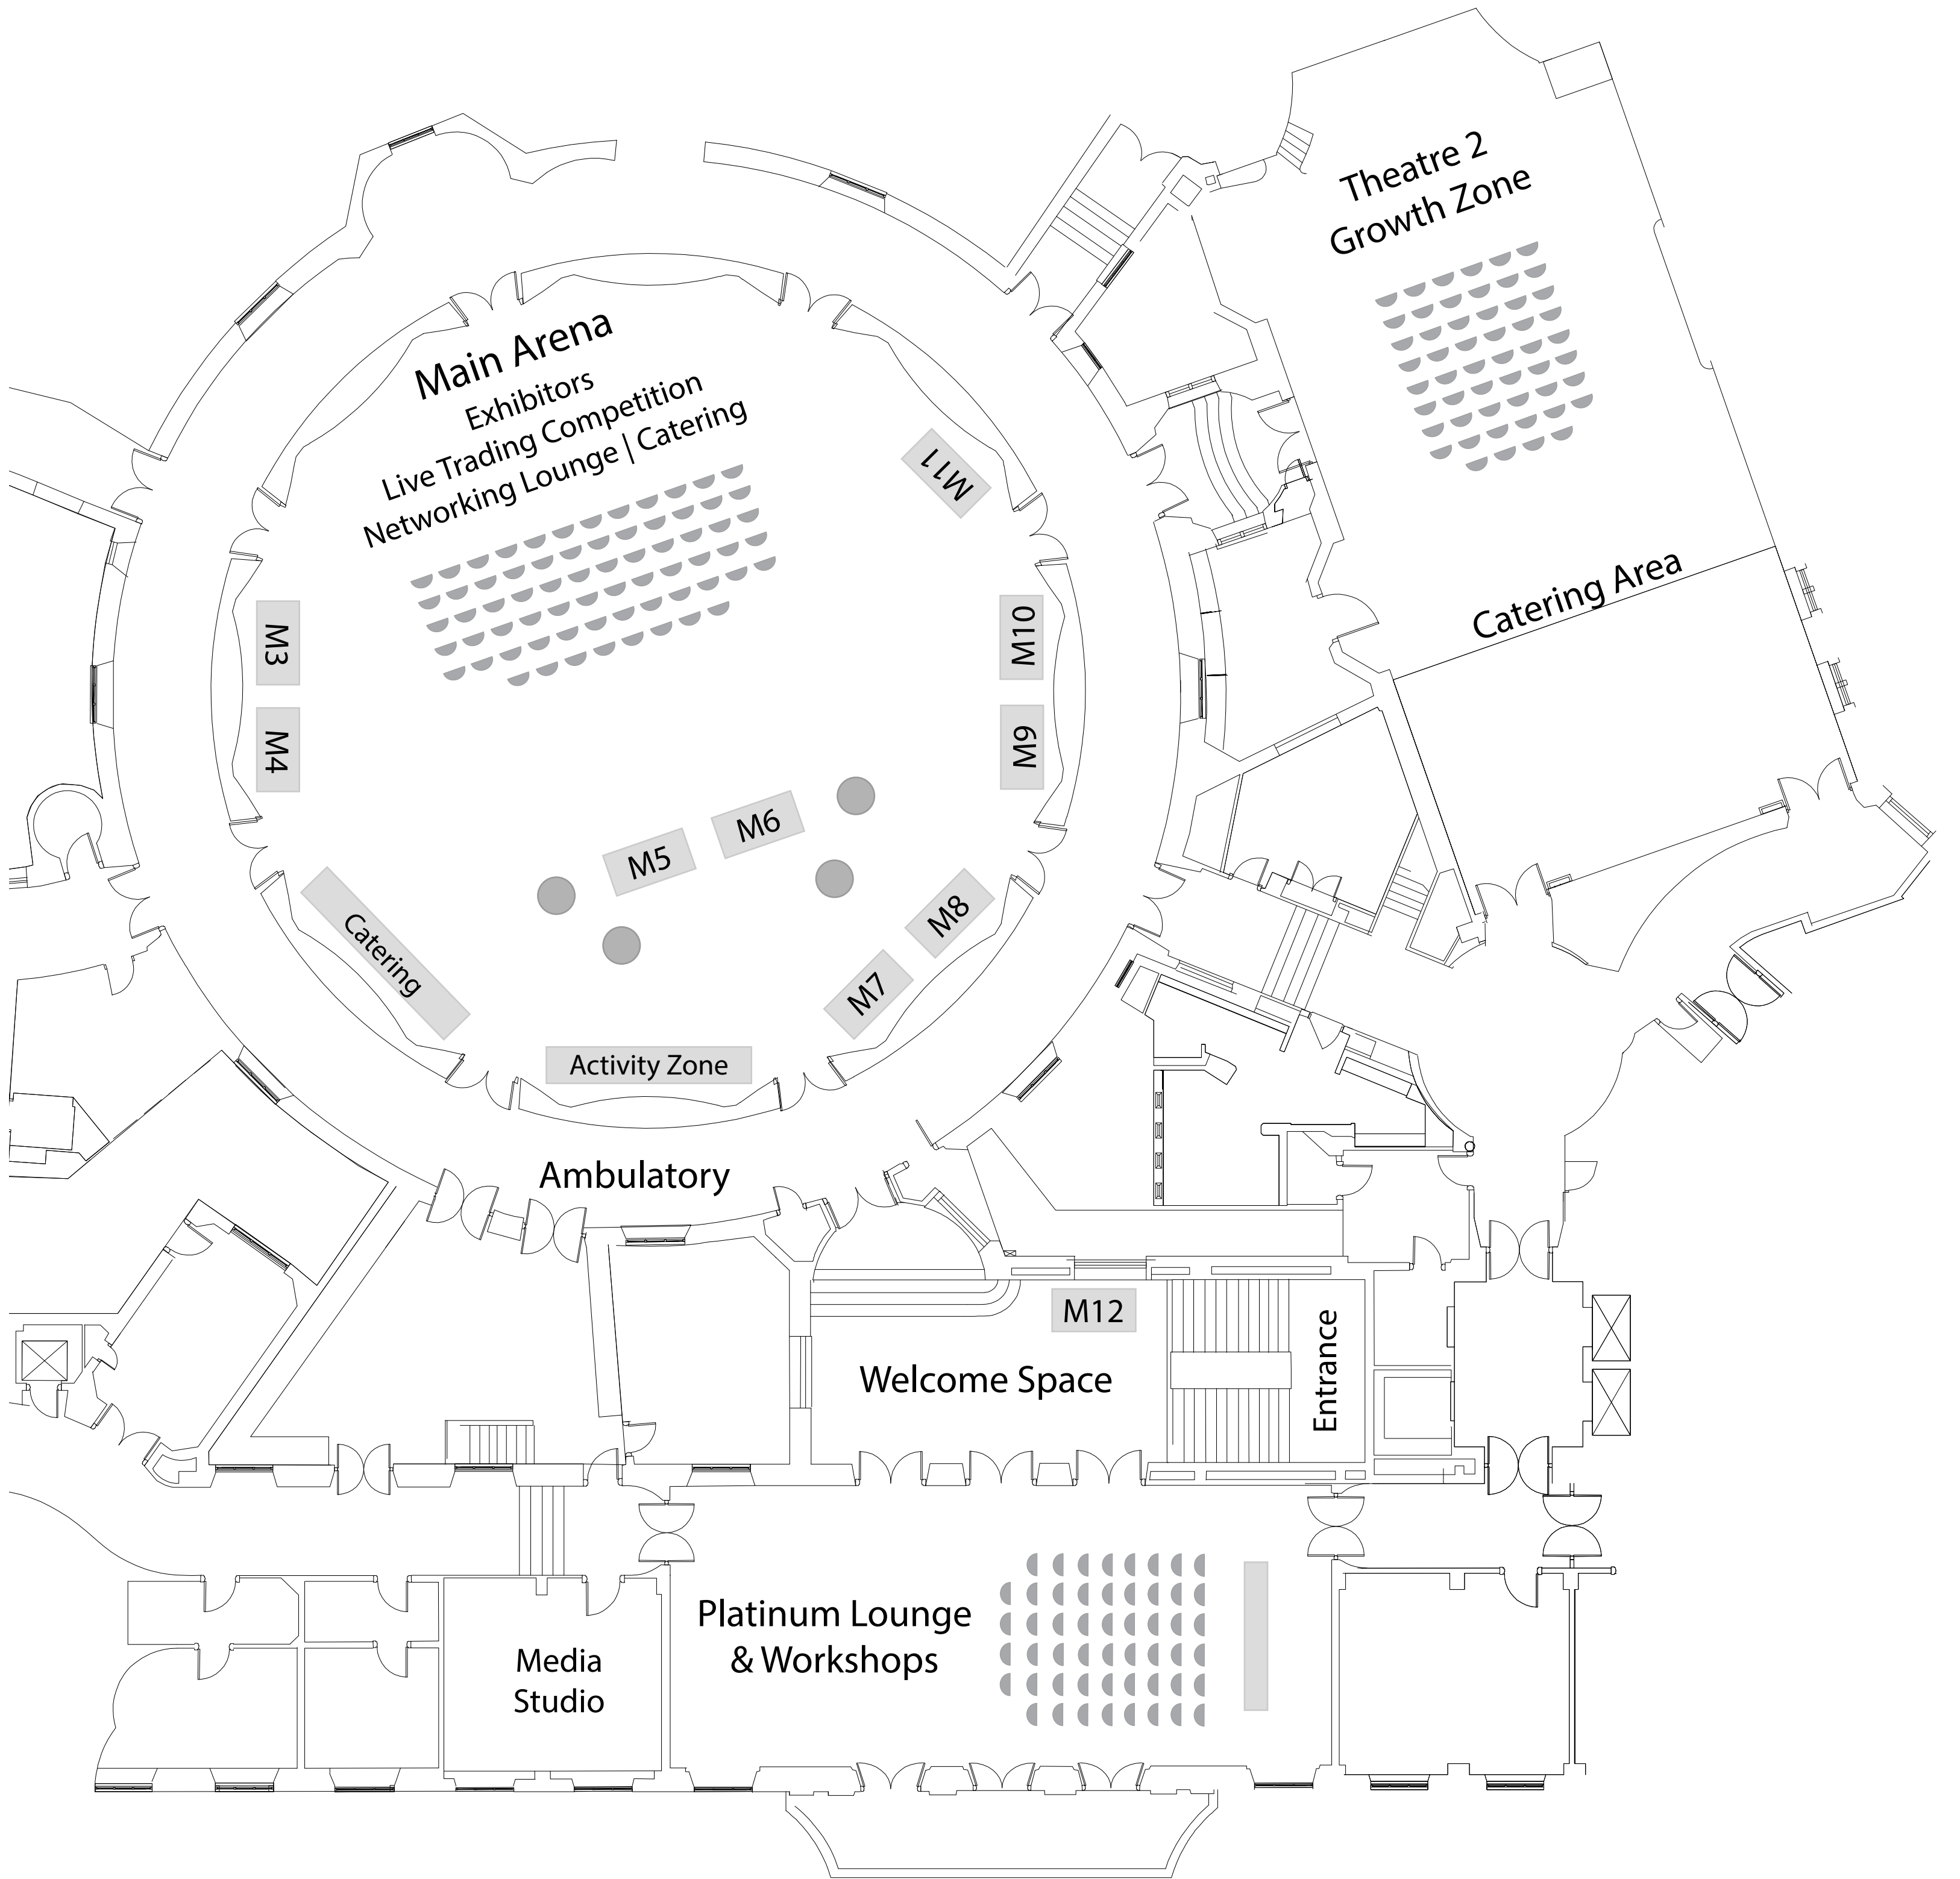 Theatre 2
Growth Zone
Main Arena
Exhibitors
Live Trading Competition
Networking Lounge | Catering
M11
M3
M10
Catering Area
M4
M9
M6
M5
M8
Catering
M7
Activity Zone
Ambulatory
M12
Welcome Space
Entrance
Platinum Lounge
& Workshops
Media
Studio